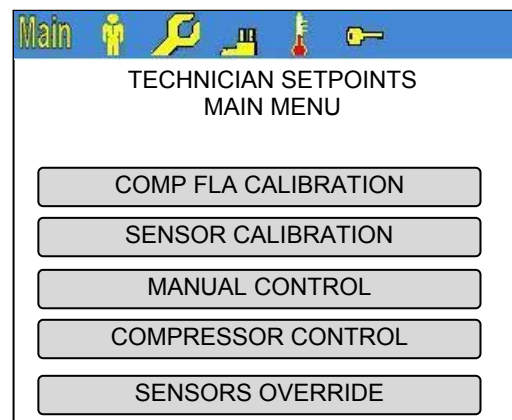 Main
TECHNICIAN SETPOINTS
MAIN MENU
COMP FLA CALIBRATION
SENSOR CALIBRATION
MANUAL CONTROL
COMPRESSOR CONTROL
SENSORS OVERRIDE